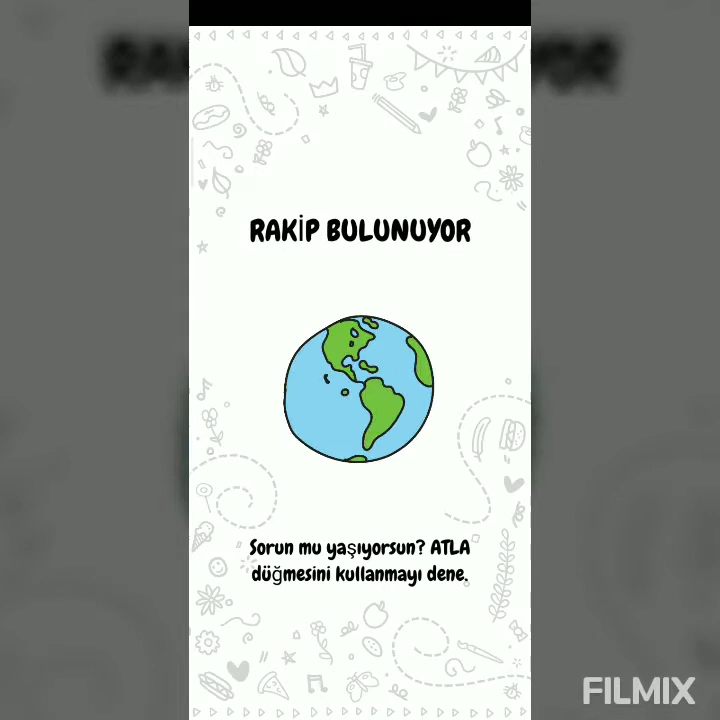 RAKİP BULUNUYOR
Sorun mu yaşıyorsun? ATLA
düğmesini kullanmayı dene.
FILMIX